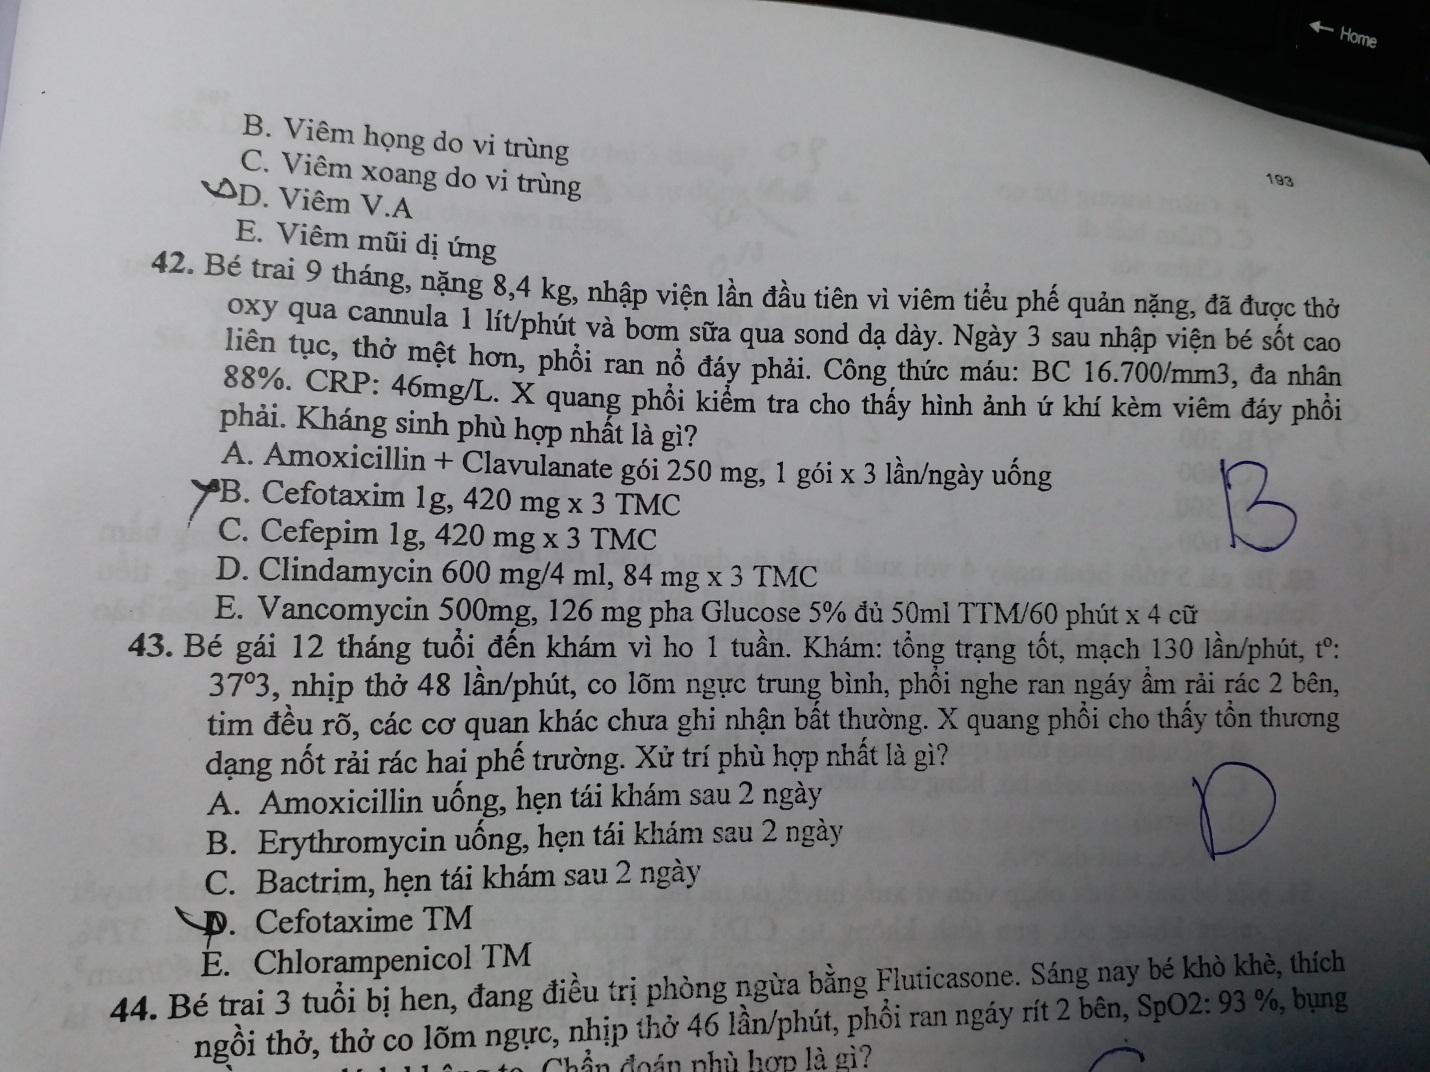 ← Home
193
B. Viêm họng do vi trùng
C. Viêm xoang do vi trùng
D. Viêm V.A
E. Viêm mũi dị ứng
42. Bé trai 9 tháng, nặng 8,4 kg, nhập viện lần đầu tiên vì viêm tiểu phế quản nặng, đã được thở
oxy qua cannula 1 lít/phút và bơm sữa qua sond dạ dày. Ngày 3 sau nhập viện bé sốt cao
liên tục, thở mệt hơn, phổi ran nổ đáy phải. Công thức máu: BC 16.700/mm3, đa nhân
88%. CRP: 46mg/L. X quang phổi kiểm tra cho thấy hình ảnh ứ khí kèm viêm đáy phổi
phải. Kháng sinh phù hợp nhất là gì?
A. Amoxicillin + Clavulanate gói 250 mg, 1 gói x 3 lần/ngày uống
B. Cefotaxim 1g, 420 mg x 3 TMC
B
C. Cefepim 1g, 420 mg x 3 TMC
D. Clindamycin 600 mg/4 ml, 84 mg x 3 TMC
E. Vancomycin 500mg, 126 mg pha Glucose 5% đủ 50ml TTM/60 phút x 4 cữ
43. Bé gái 12 tháng tuổi đến khám vì ho 1 tuần. Khám: tổng trạng tốt, mạch 130 lần/phút, tº:
37º3, nhịp thở 48 lần/phút, co lõm ngực trung bình, phổi nghe ran ngáy ẩm rải rác 2 bên,
tim đều rõ, các cơ quan khác chưa ghi nhận bất thường. X quang phổi cho thấy tổn thương
dạng nốt rải rác hai phế trường. Xử trí phù hợp nhất là gì?
A. Amoxicillin uống, hẹn tái khám sau 2 ngày
D
B. Erythromycin uống, hẹn tái khám sau 2 ngày
C. Bactrim, hẹn tái khám sau 2 ngày
D. Cefotaxime TM
E. Chlorampenicol TM
44. Bé trai 3 tuổi bị hen, đang điều trị phòng ngừa bằng Fluticasone. Sáng nay bé khò khè, thích
ngồi thở, thở co lõm ngực, nhịp thở 46 lần/phút, phổi ran ngáy rít 2 bên, SpO2: 93 %, bụng
Chẩn đoán phù hợp là gì?